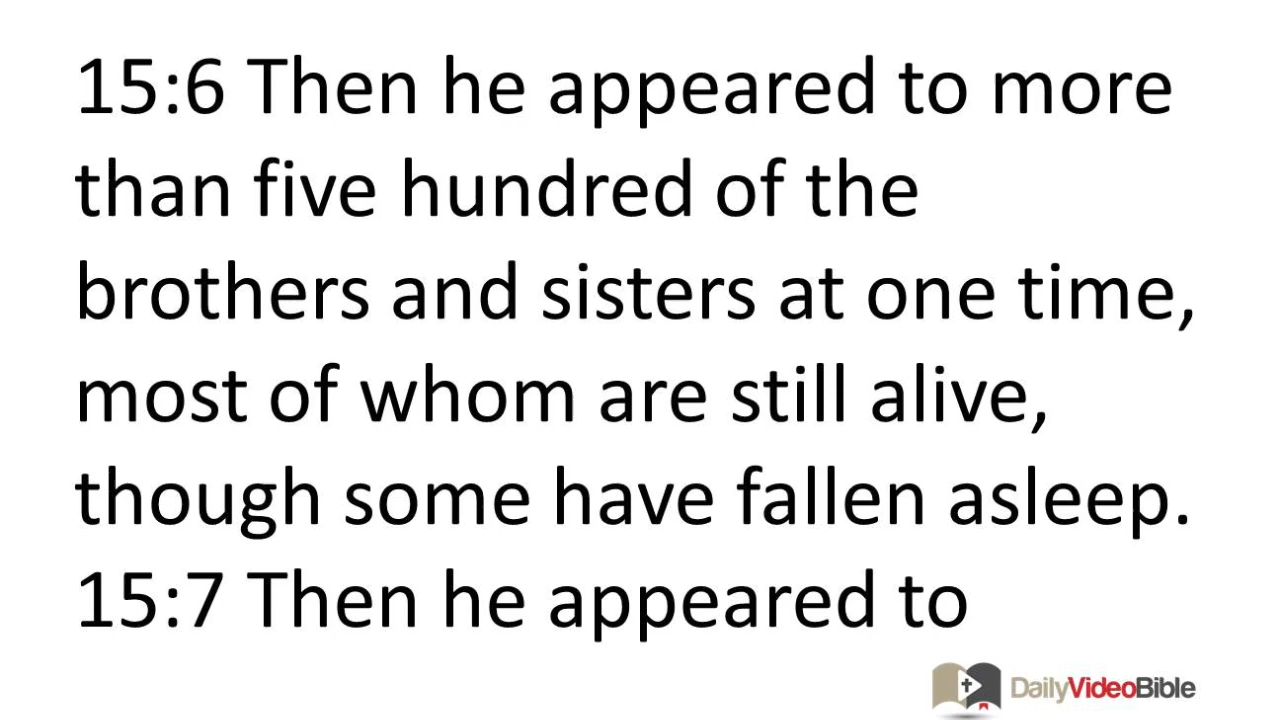 15:6 Then he appeared to more
than five hundred of the
brothers and sisters at one time,
most of whom are still alive,
though some have fallen asleep.
15:7 Then he appeared to
DailyVideoBible